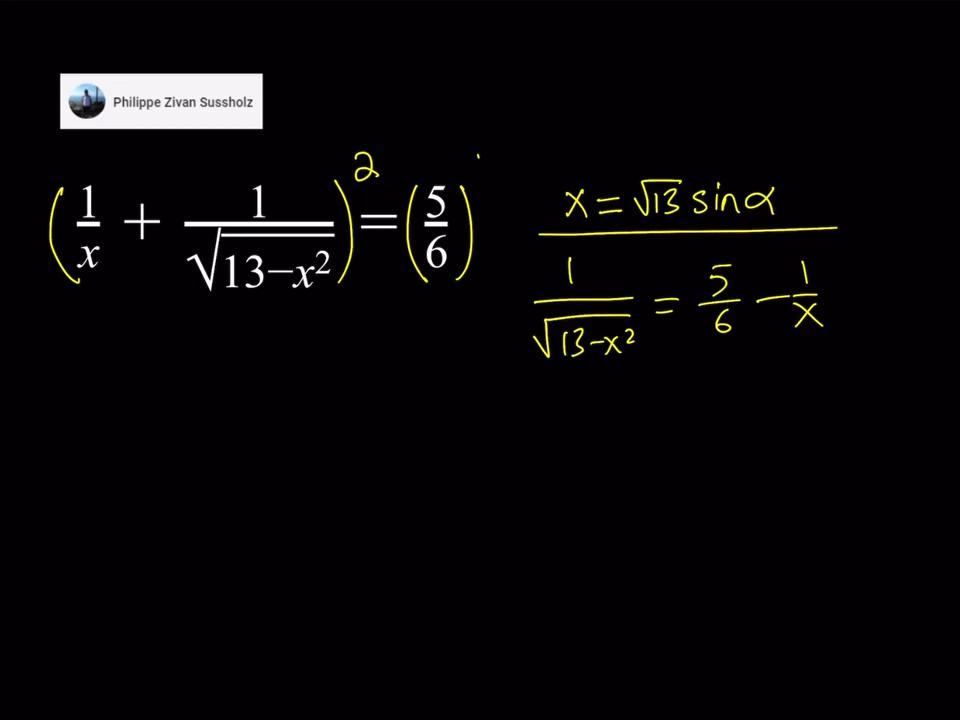 Philippe Zivan Sussholz
(1/x + 1/√(13−x²))² = (5/6)
x = √13 sinα
1/√(13−x²) = 5/6 − 1/x